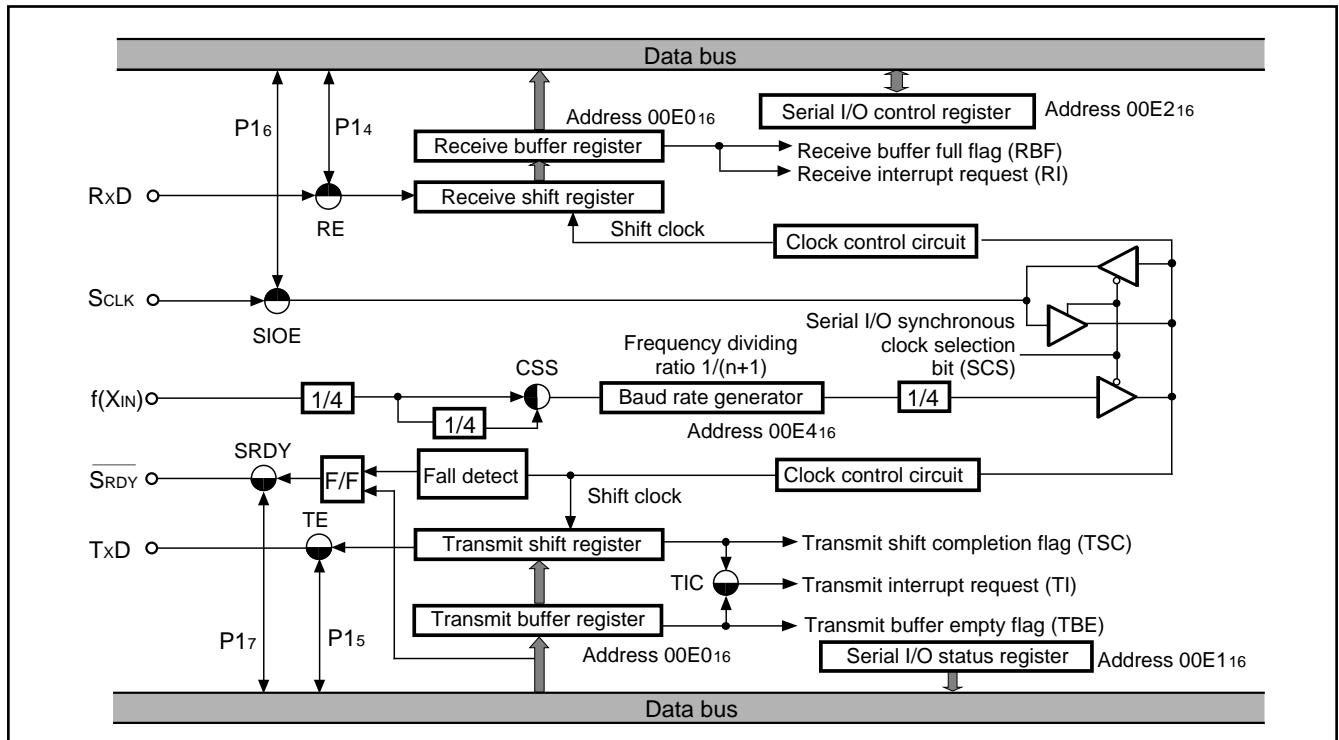 Data bus
Address 00E016
Serial I/O control register
Address 00E216
P16
P14
Receive buffer register
Receive buffer full flag (RBF)
Receive interrupt request (RI)
RxD
Receive shift register
RE
Shift clock
Clock control circuit
SCLK
SIOE
Serial I/O synchronous
clock selection
bit (SCS)
Frequency dividing
ratio 1/(n+1)
CSS
f(XIN)
1/4
1/4
Baud rate generator
1/4
Address 00E416
SRDY
SRDY
F/F
Fall detect
Clock control circuit
Shift clock
TE
TxD
Transmit shift register
Transmit shift completion flag (TSC)
TIC
Transmit interrupt request (TI)
Transmit buffer register
Transmit buffer empty flag (TBE)
P17
P15
Address 00E016
Serial I/O status register
Address 00E116
Data bus